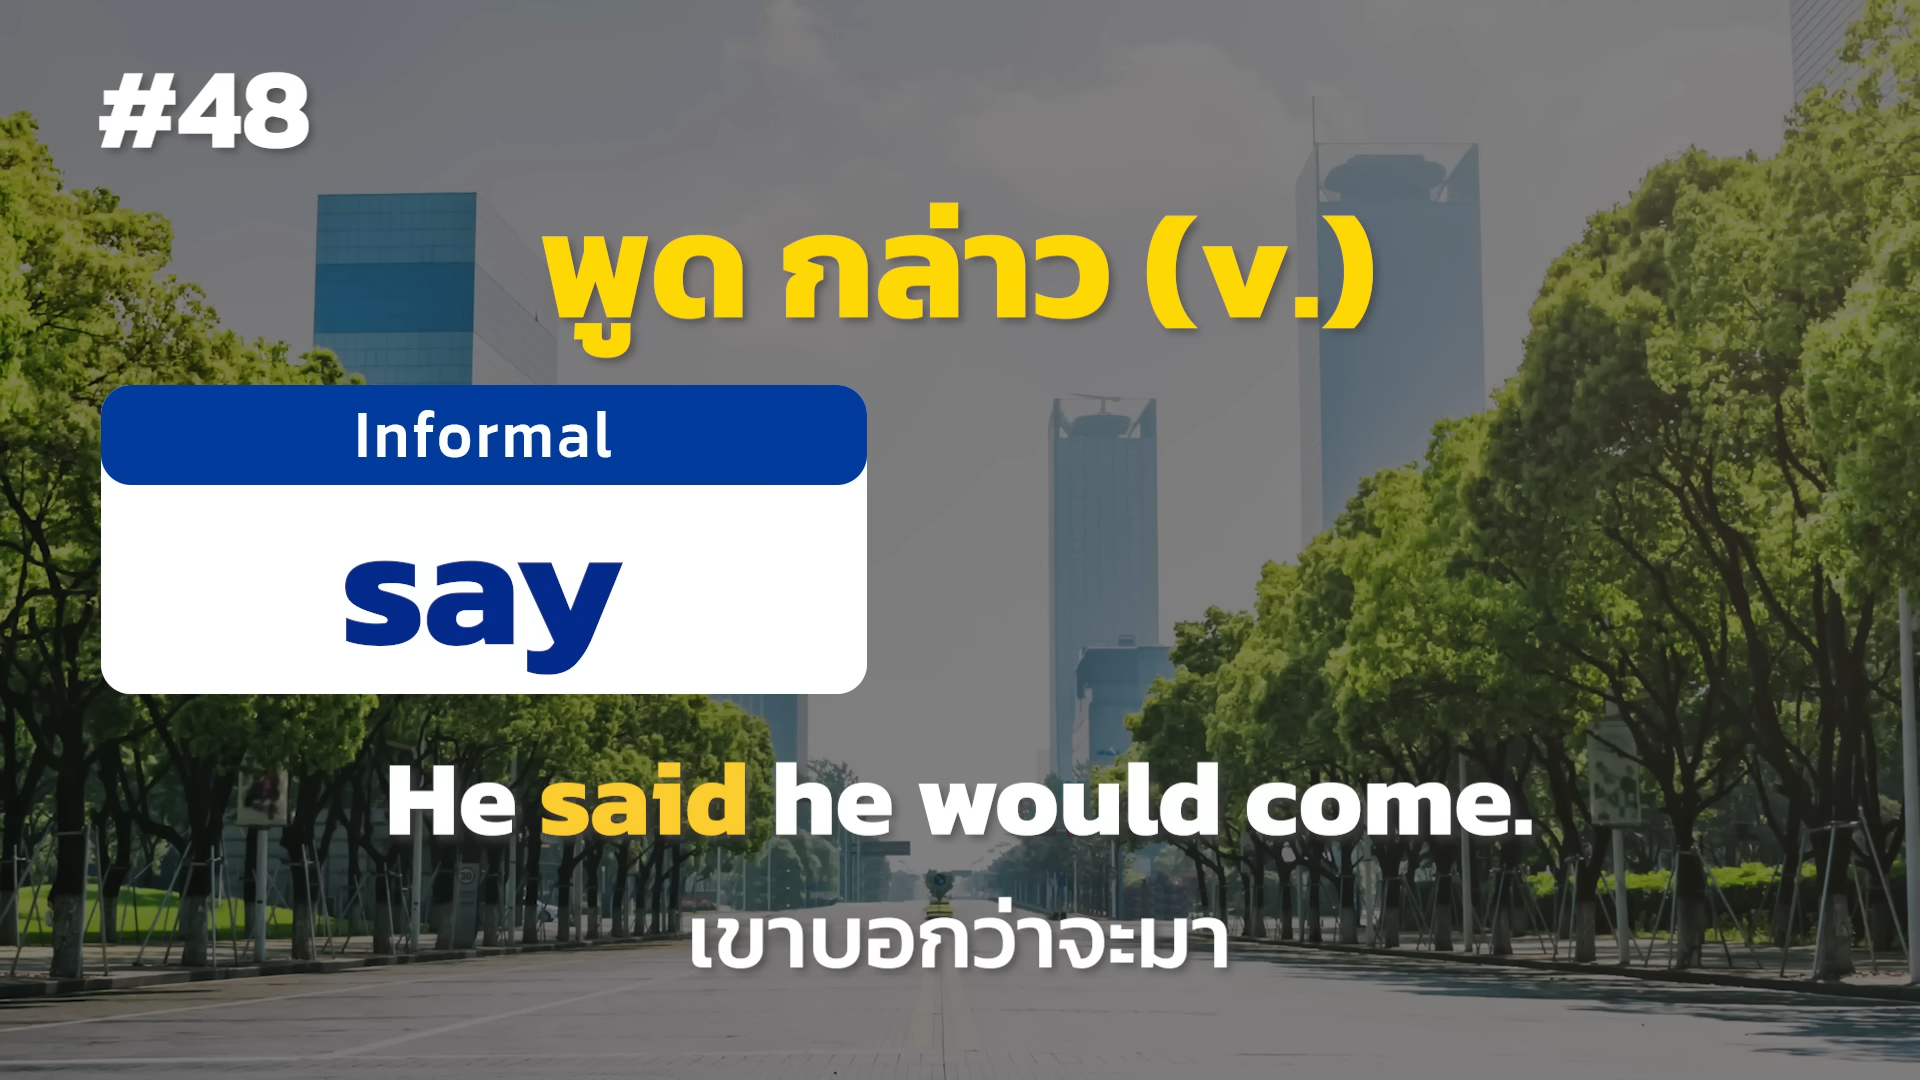 #48
พูด กล่าว (v.)
Informal
say
He said he would come.
เขาบอกว่าจะมา